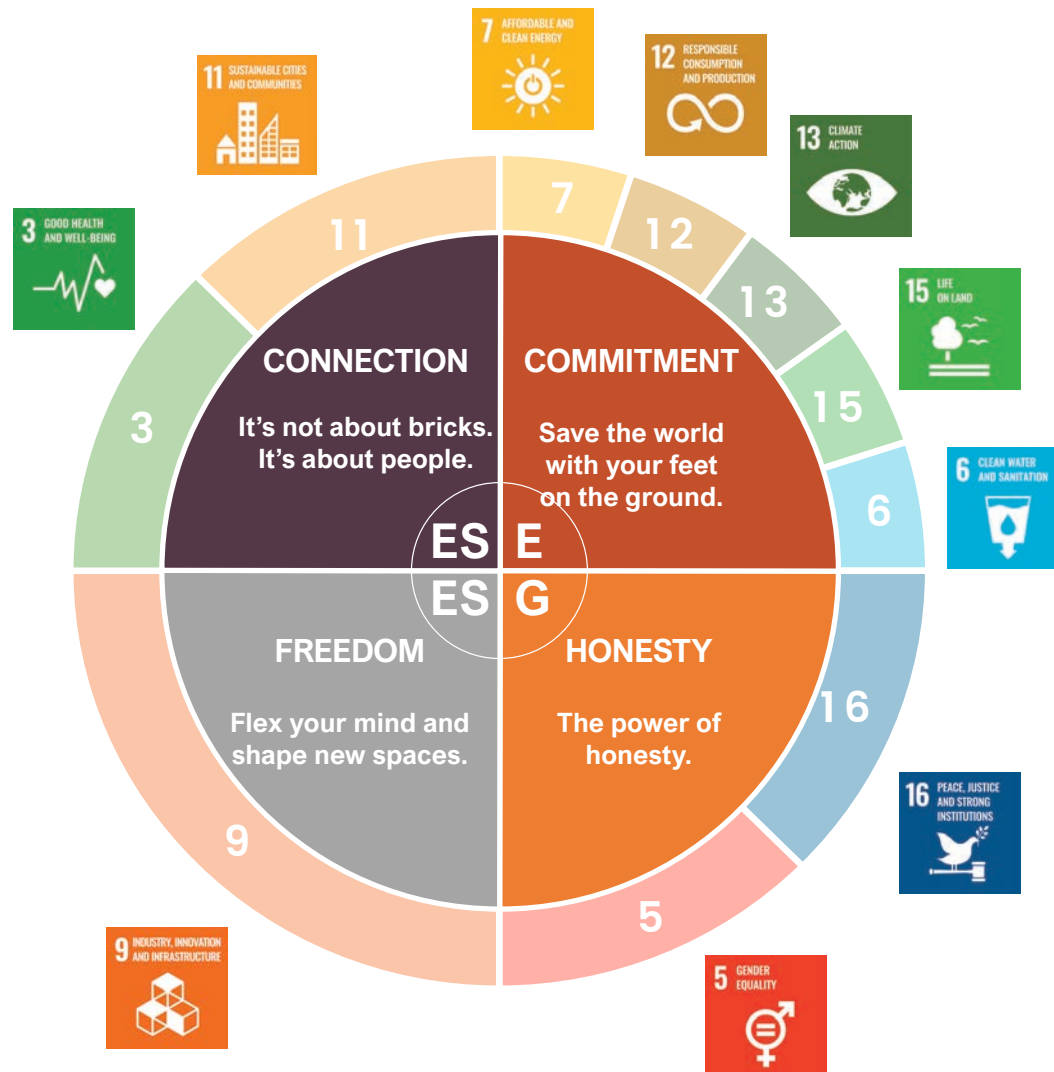 7 AFFORDABLE AND
CLEAN ENERGY
12 RESPONSIBLE
CONSUMPTION
AND PRODUCTION
11 SUSTAINABLE CITIES
AND COMMUNITIES
13 CLIMATE
ACTION
3 GOOD HEALTH
AND WELL-BEING
15 LIFE
ON LAND
6 CLEAN WATER
AND SANITATION
16 PEACE, JUSTICE
AND STRONG
INSTITUTIONS
5 GENDER
EQUALITY
9 INDUSTRY, INNOVATION
AND INFRASTRUCTURE
11
7
12
13
15
6
3
16
9
5
CONNECTION
It's not about bricks.
It's about people.
ES
COMMITMENT
Save the world
with your feet
on the ground.
E
ES
FREEDOM
Flex your mind and
shape new spaces.
G
HONESTY
The power of
honesty.